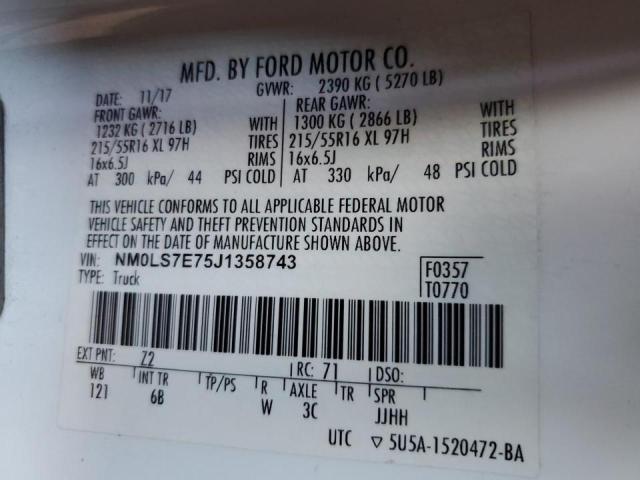 MFD. BY FORD MOTOR CO.
DATE: 11/17 GVWR: 2390 KG ( 5270 LB)
FRONT GAWR: REAR GAWR:
1232 KG ( 2716 LB) WITH 1300 KG ( 2866 LB) WITH
215/55R16 XL 97H TIRES 215/55R16 XL 97H TIRES
16x6.5J RIMS 16x6.5J RIMS
AT 300 kPa/ 44 PSI COLD AT 330 kPa/ 48 PSI COLD
THIS VEHICLE CONFORMS TO ALL APPLICABLE FEDERAL MOTOR
VEHICLE SAFETY AND THEFT PREVENTION STANDARDS IN
EFFECT ON THE DATE OF MANUFACTURE SHOWN ABOVE.
VIN: NM0LS7E75J1358743 F0357
TYPE: Truck T0770
EXT PNT: Z2 RC: 71 DSO:
WB INT TR TP/PS R AXLE TR SPR
121 6B W 3C JJHH
UTC ▽ 5U5A-1520472-BA